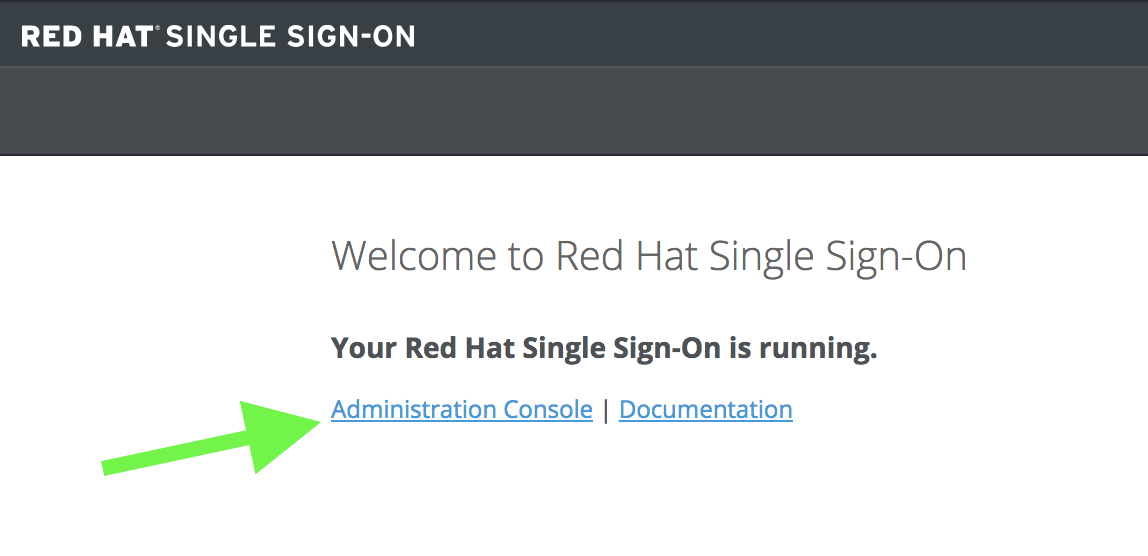 RED HAT® SINGLE SIGN-ON
Welcome to Red Hat Single Sign-On
Your Red Hat Single Sign-On is running.
Administration Console | Documentation